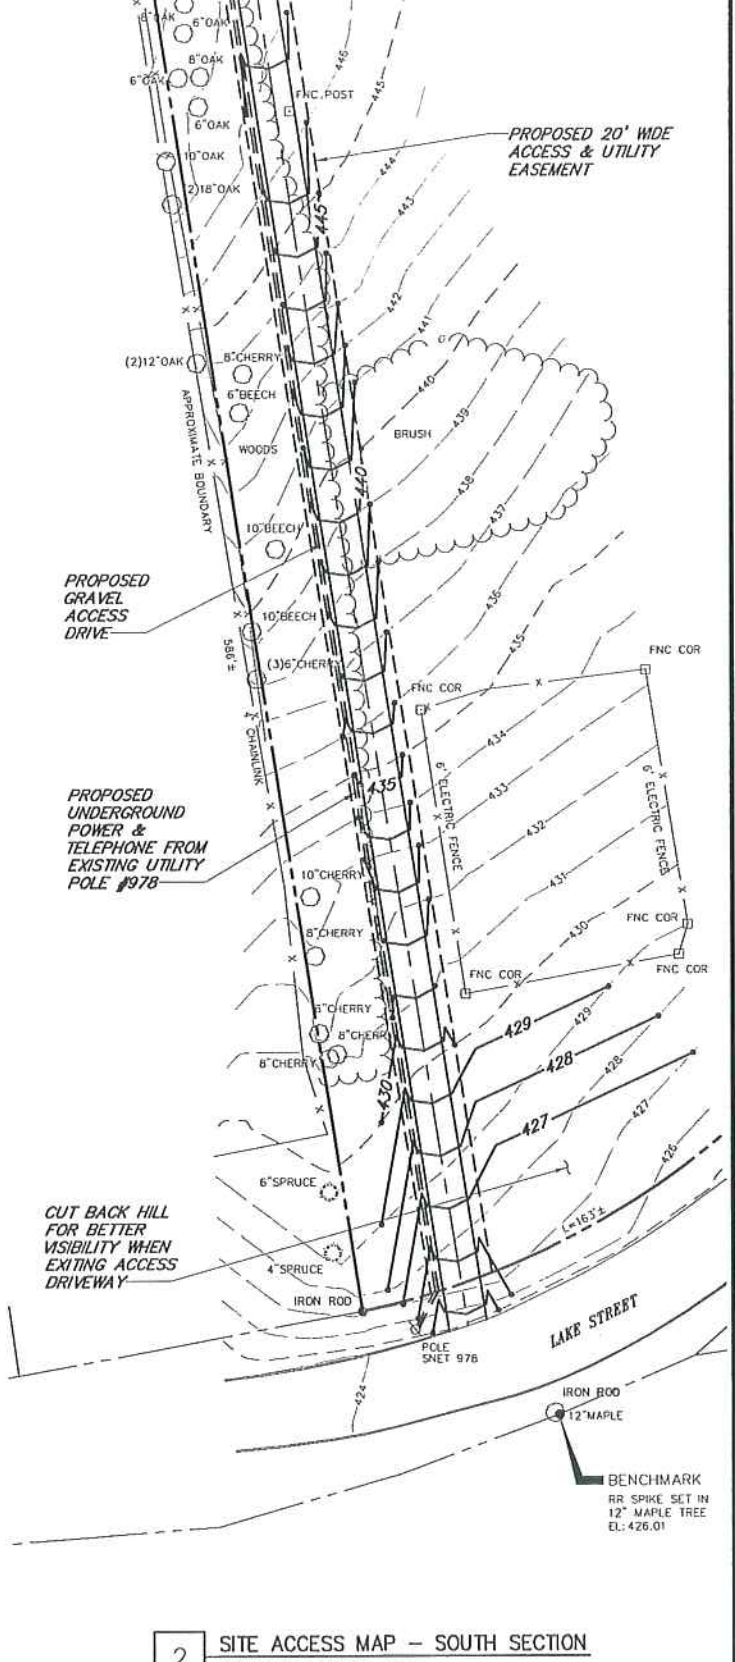 8"OAK
6"OAK
8"OAK
6"OAK
6"OAK
446
445
FNC.POST
PROPOSED 20' WIDE
ACCESS & UTILITY
EASEMENT
10"OAK
(2)18"OAK
444
443
445
442
441
(2)12"OAK
8"CHERRY
440
6"BEECH
439
APPROXIMATE BOUNDARY
WOODS
BRUSH
440
438
437
10"BEECH
436
PROPOSED
GRAVEL
ACCESS
DRIVE
10"BEECH
435
586'±
(3)6"CHERRY
FNC COR
FNC COR
CHAINLINK
434
435
433
6' ELECTRIC FENCE
6' ELECTRIC FENCE
PROPOSED
UNDERGROUND
POWER &
TELEPHONE FROM
EXISTING UTILITY
POLE #978
432
431
10"CHERRY
430
FNC COR
8"CHERRY
FNC COR
FNC COR
429
429
8"CHERRY
8"CHERRY
428
428
430
427
427
426
6"SPRUCE
CUT BACK HILL
FOR BETTER
VISIBILITY WHEN
EXITING ACCESS
DRIVEWAY
L=163'±
4"SPRUCE
IRON ROD
LAKE STREET
POLE
SNET 978
424
IRON ROD
12"MAPLE
BENCHMARK
RR SPIKE SET IN
12" MAPLE TREE
EL: 426.01
2
SITE ACCESS MAP – SOUTH SECTION